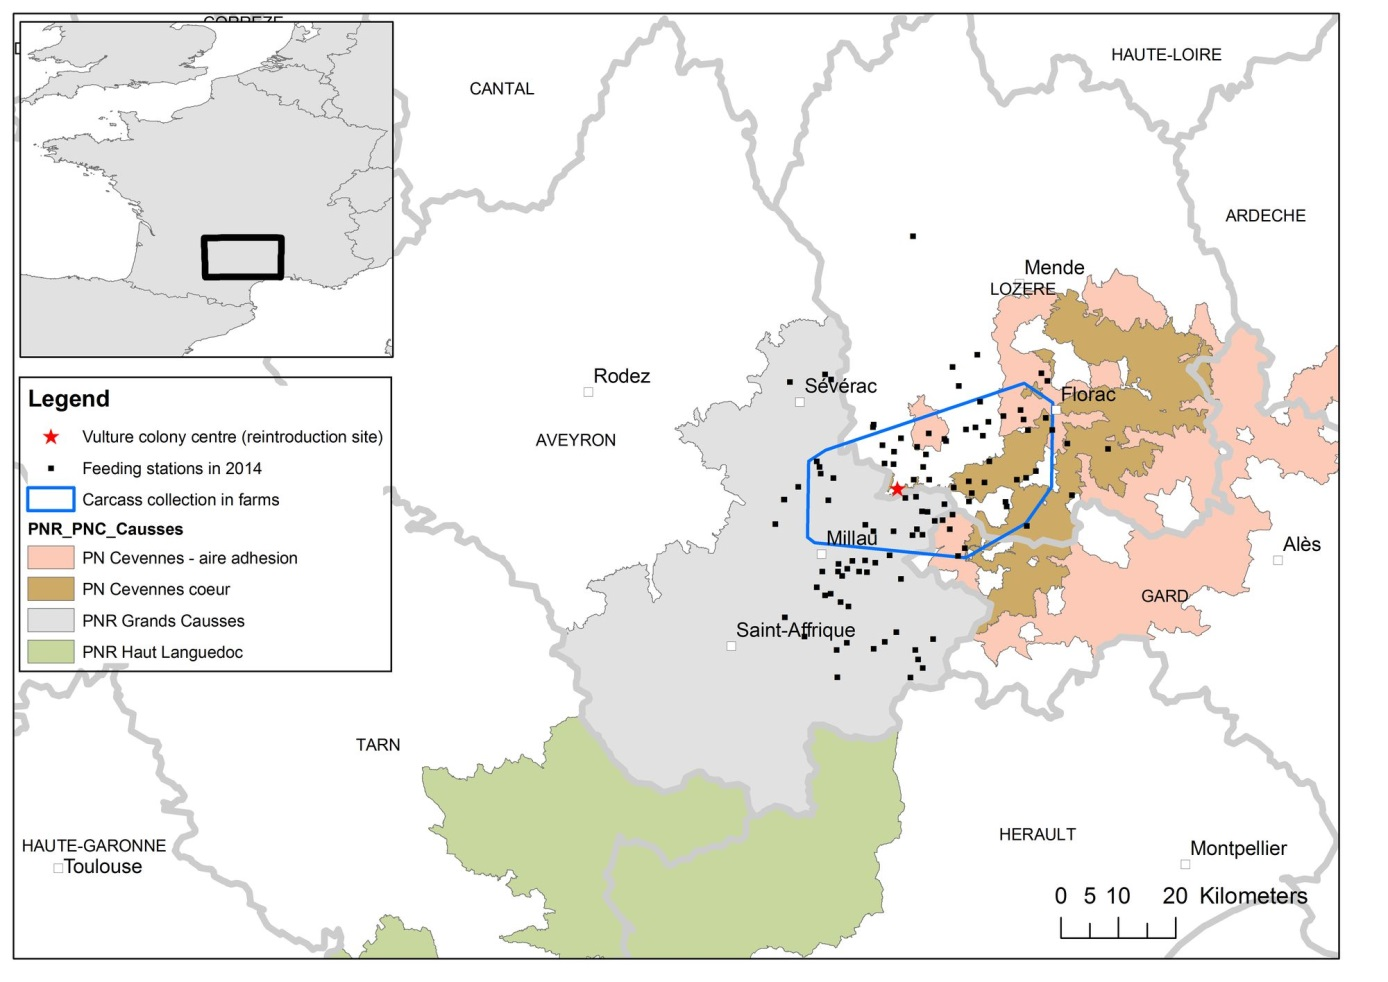 CORREZE
CANTAL
HAUTE-LOIRE
ARDECHE
Mende
LOZERE
Rodez
Sévérac
Florac
AVEYRON
Legend
Vulture colony centre (reintroduction site)
Feeding stations in 2014
Carcass collection in farms
PNR_PNC_Causses
PN Cevennes - aire adhesion
PN Cevennes coeur
PNR Grands Causses
PNR Haut Languedoc
Millau
Alès
GARD
Saint-Affrique
TARN
HERAULT
HAUTE-GARONNE
Toulouse
Montpellier
0 5 10 20 Kilometers